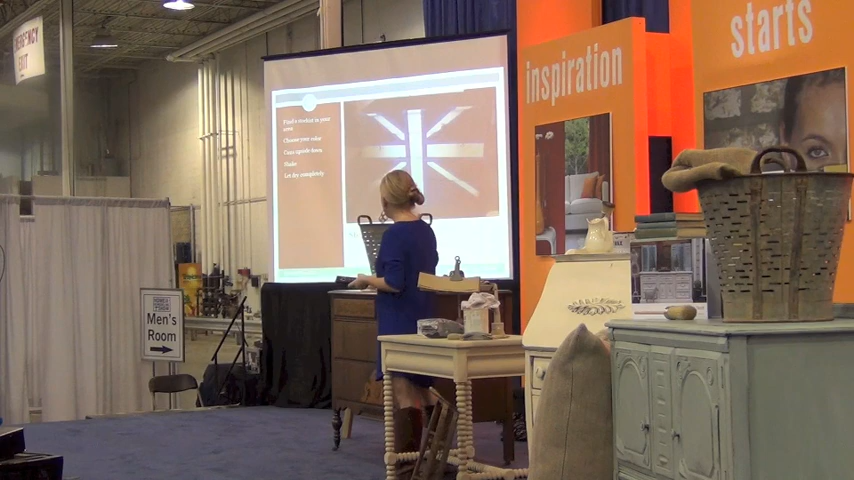 EMERGENCY
EXIT
Find a product in your
area
Choose your color
Cans upside down
Shake
Let dry completely
inspiration
starts
Men's
Room